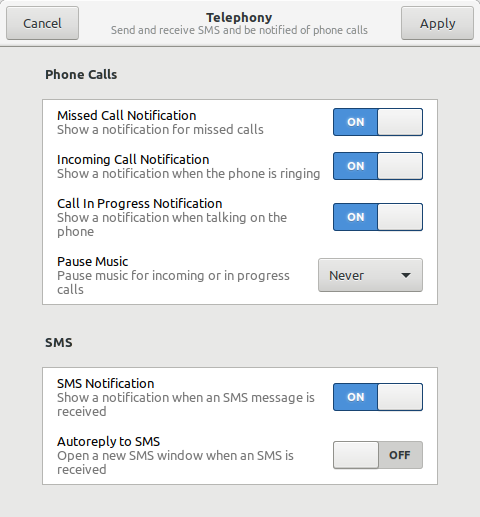 Cancel
Telephony
Send and receive SMS and be notified of phone calls
Apply
Phone Calls
Missed Call Notification
Show a notification for missed calls
ON
Incoming Call Notification
Show a notification when the phone is ringing
ON
Call In Progress Notification
Show a notification when talking on the
phone
ON
Pause Music
Pause music for incoming or in progress
calls
Never
SMS
SMS Notification
Show a notification when an SMS message is
received
ON
Autoreply to SMS
Open a new SMS window when an SMS is
received
OFF